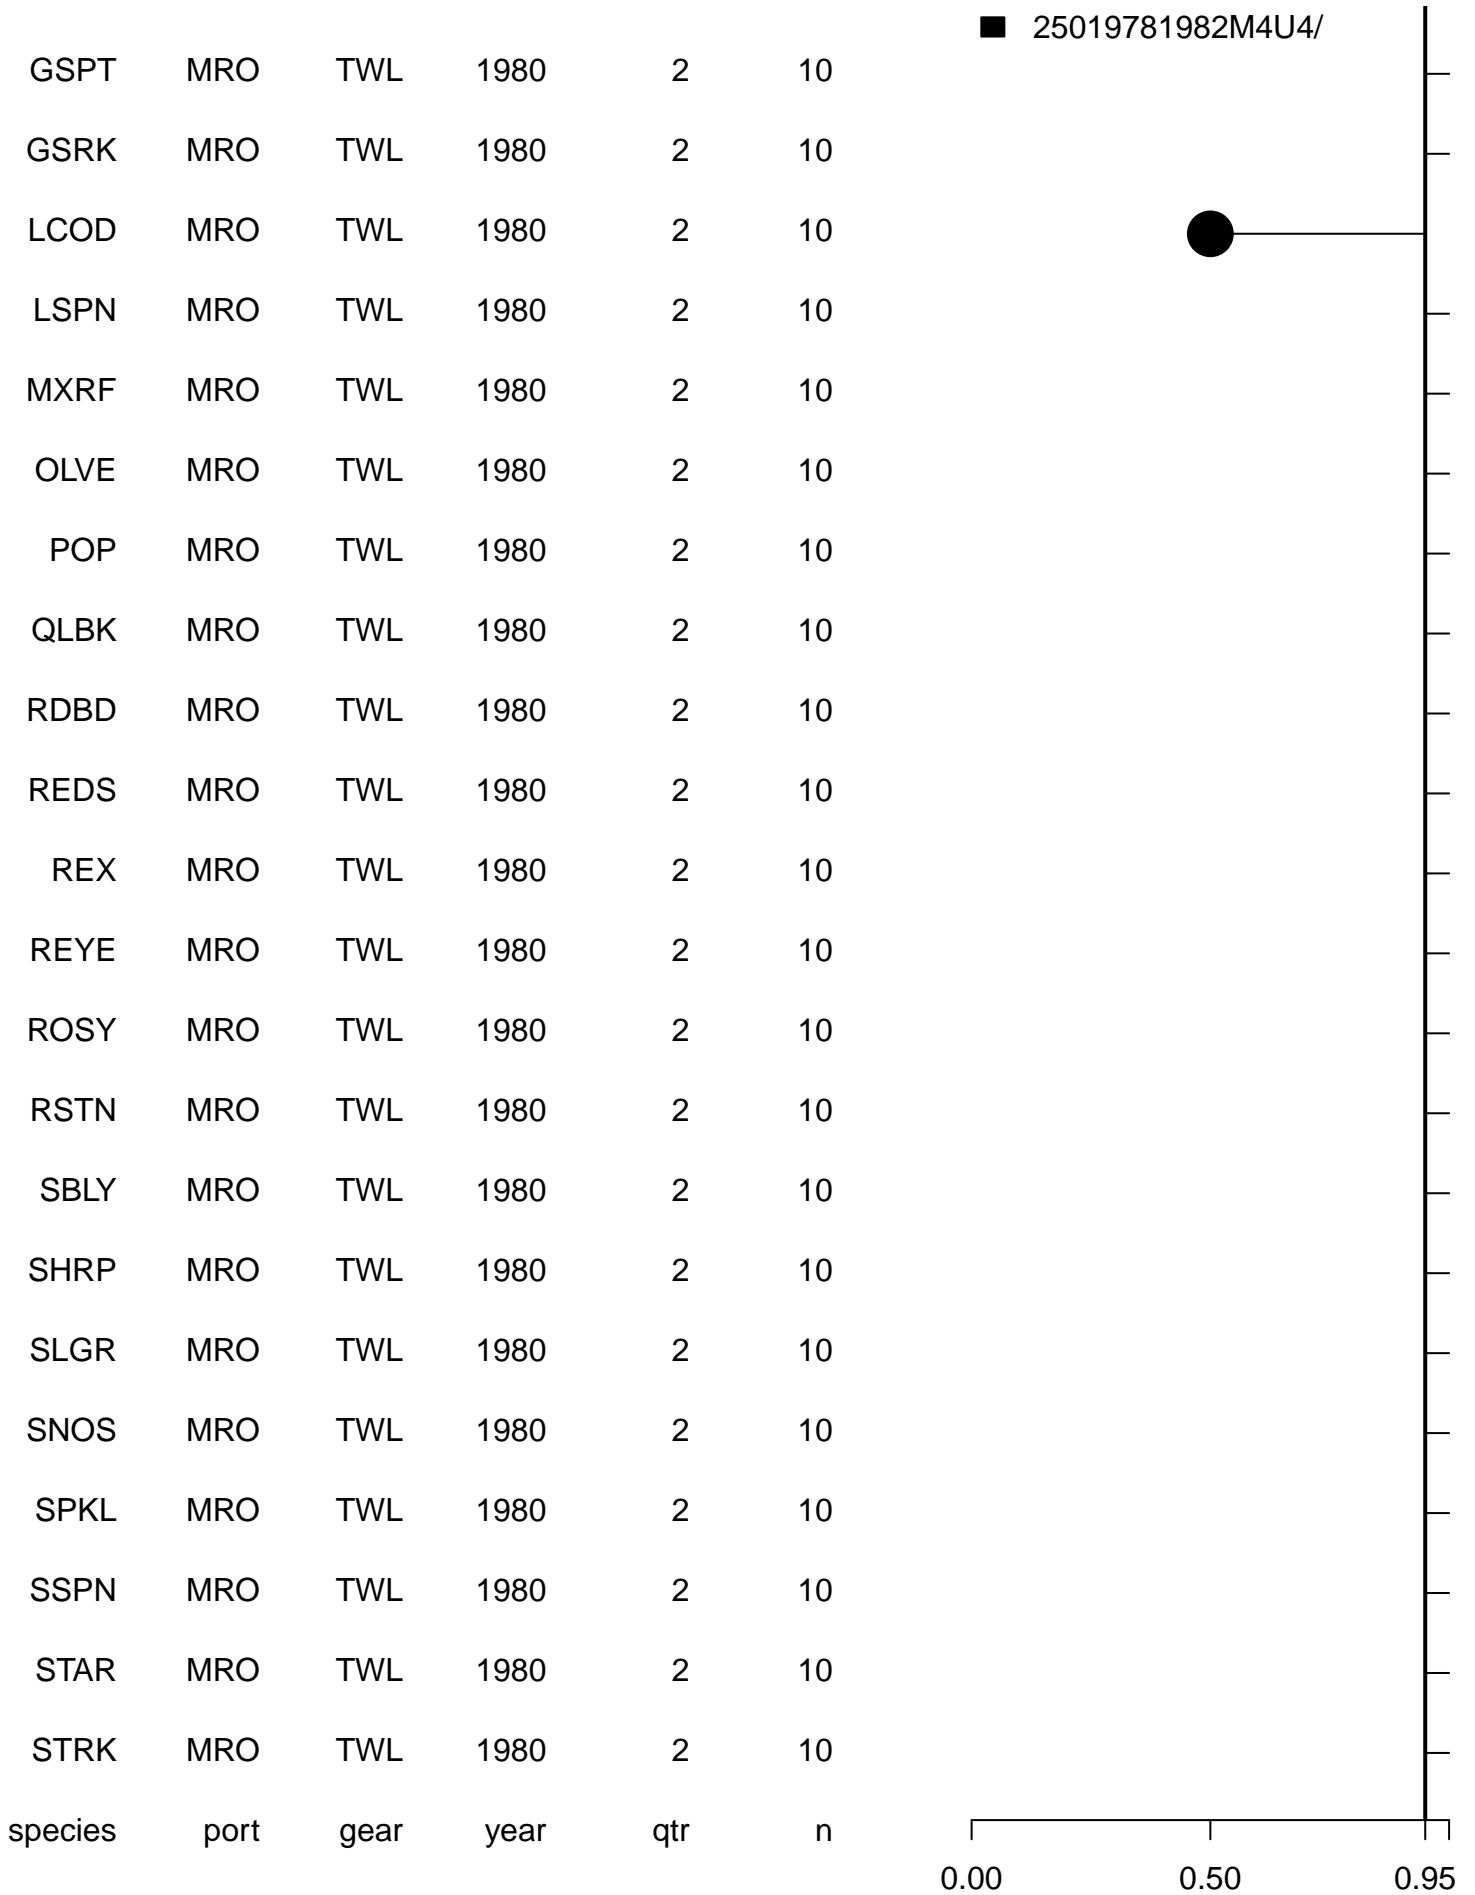 25019781982M4U4/
GSPT MRO TWL 1980 2 10
GSRK MRO TWL 1980 2 10
LCOD MRO TWL 1980 2 10
LSPN MRO TWL 1980 2 10
MXRF MRO TWL 1980 2 10
OLVE MRO TWL 1980 2 10
POP MRO TWL 1980 2 10
QLBK MRO TWL 1980 2 10
RDBD MRO TWL 1980 2 10
REDS MRO TWL 1980 2 10
REX MRO TWL 1980 2 10
REYE MRO TWL 1980 2 10
ROSY MRO TWL 1980 2 10
RSTN MRO TWL 1980 2 10
SBLY MRO TWL 1980 2 10
SHRP MRO TWL 1980 2 10
SLGR MRO TWL 1980 2 10
SNOS MRO TWL 1980 2 10
SPKL MRO TWL 1980 2 10
SSPN MRO TWL 1980 2 10
STAR MRO TWL 1980 2 10
STRK MRO TWL 1980 2 10
species port gear year qtr n
0.00 0.50 0.95